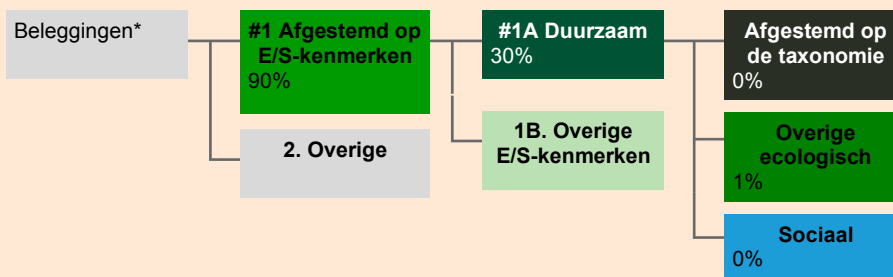 Beleggingen*
#1 Afgestemd op
E/S-kenmerken
90%
2. Overige
#1A Duurzaam
30%
1B. Overige
E/S-kenmerken
Afgestemd op
de taxonomie
0%
Overige
ecologisch
1%
Sociaal
0%